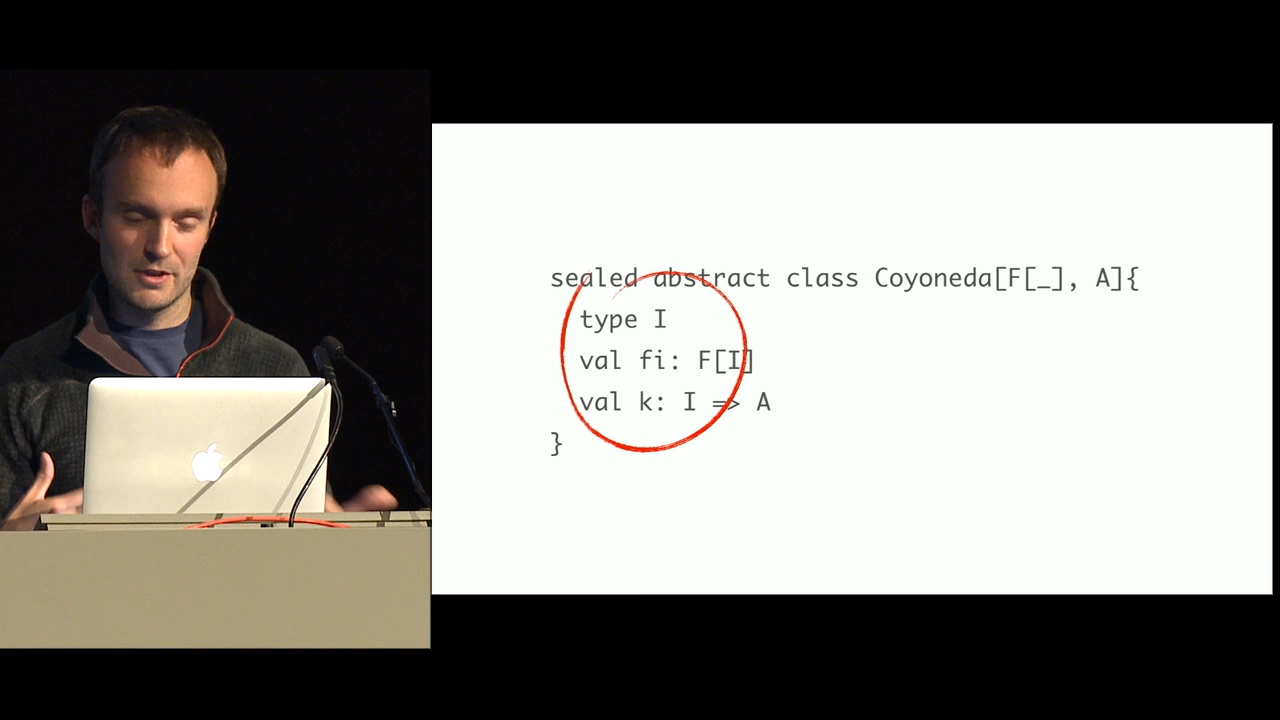 sealed abstract class Coyoneda[F[_], A]{
type I
val fi: F[I]
val k: I => A
}